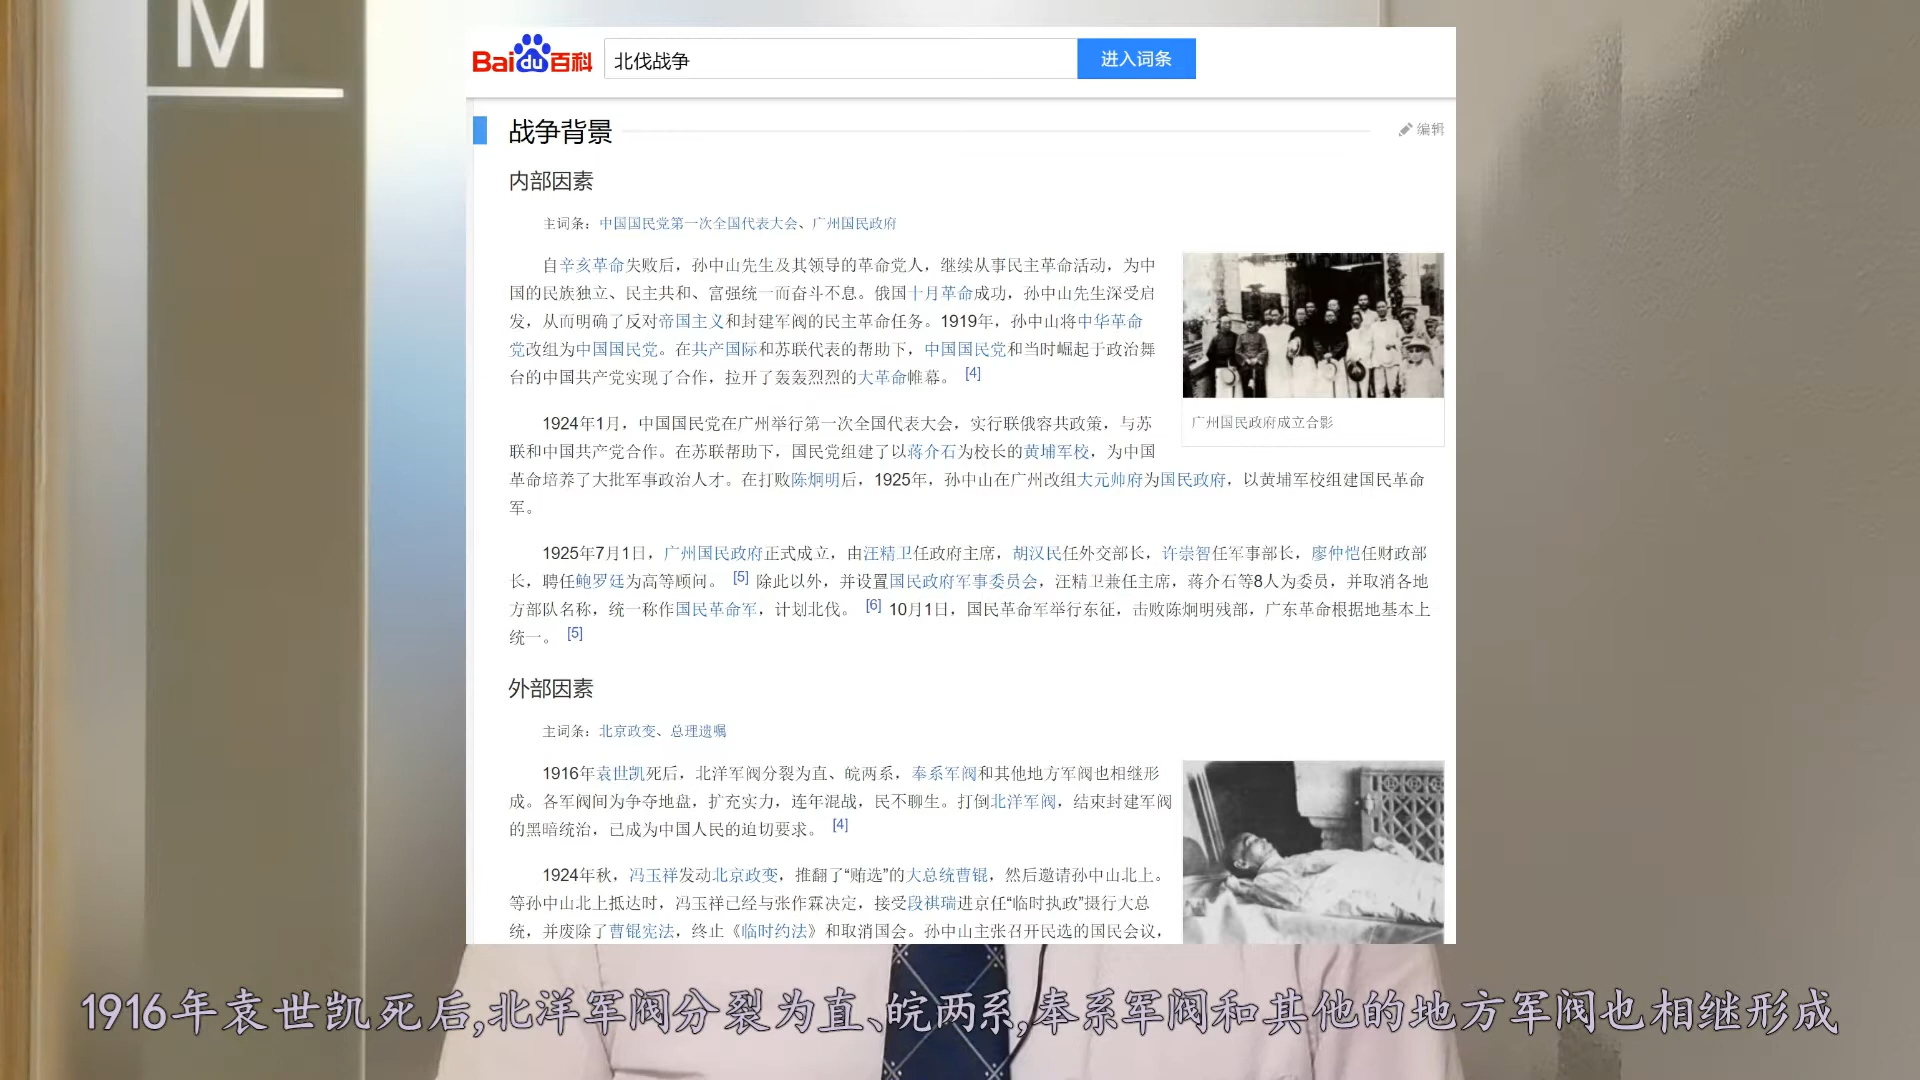 M
Baidu百科
北伐战争
进入词条
战争背景
编辑
内部因素
主词条：中国国民党第一次全国代表大会、广州国民政府
自辛亥革命失败后，孙中山先生及其领导的革命党人，继续从事民主革命活动，为中
国的民族独立、民主共和、富强统一而奋斗不息。俄国十月革命成功，孙中山先生深受启
发，从而明确了反对帝国主义和封建军阀的民主革命任务。1919年，孙中山将中华革命
党改组为中国国民党。在共产国际和苏联代表的帮助下，中国国民党和当时崛起于政治舞
台的中国共产党实现了合作，拉开了轰轰烈烈的大革命帷幕。 [4]
1924年1月，中国国民党在广州举行第一次全国代表大会，实行联俄容共政策，与苏
联和中国共产党合作。在苏联帮助下，国民党组建了以蒋介石为校长的黄埔军校，为中国
革命培养了大批军事政治人才。在打败陈炯明后，1925年，孙中山在广州改组大元帅府为国民政府，以黄埔军校组建国民革命
军。
广州国民政府成立合影
1925年7月1日，广州国民政府正式成立，由汪精卫任政府主席，胡汉民任外交部长，许崇智任军事部长，廖仲恺任财政部
长，聘任鲍罗廷为高等顾问。 [5] 除此以外，并设置国民政府军事委员会，汪精卫兼任主席，蒋介石等8人为委员，并取消各地
方部队名称，统一称作国民革命军，计划北伐。 [6] 10月1日，国民革命军举行东征，击败陈炯明残部，广东革命根据地基本上
统一。 [5]
外部因素
主词条：北京政变、总理遗嘱
1916年袁世凯死后，北洋军阀分裂为直、皖两系，奉系军阀和其他地方军阀也相继形
成。各军阀间为争夺地盘，扩充实力，连年混战，民不聊生。打倒北洋军阀，结束封建军阀
的黑暗统治，已成为中国人民的迫切要求。 [4]
1924年秋，冯玉祥发动北京政变，推翻了“贿选”的大总统曹锟，然后邀请孙中山北上。
等孙中山北上抵达时，冯玉祥已经与张作霖决定，接受段祺瑞进京任“临时执政”摄行大总
统，并废除了曹锟宪法，终止《临时约法》和取消国会。孙中山主张召开民选的国民会议，
1916年袁世凯死后,北洋军阀分裂为直、皖两系,奉系军阀和其他的地方军阀也相继形成